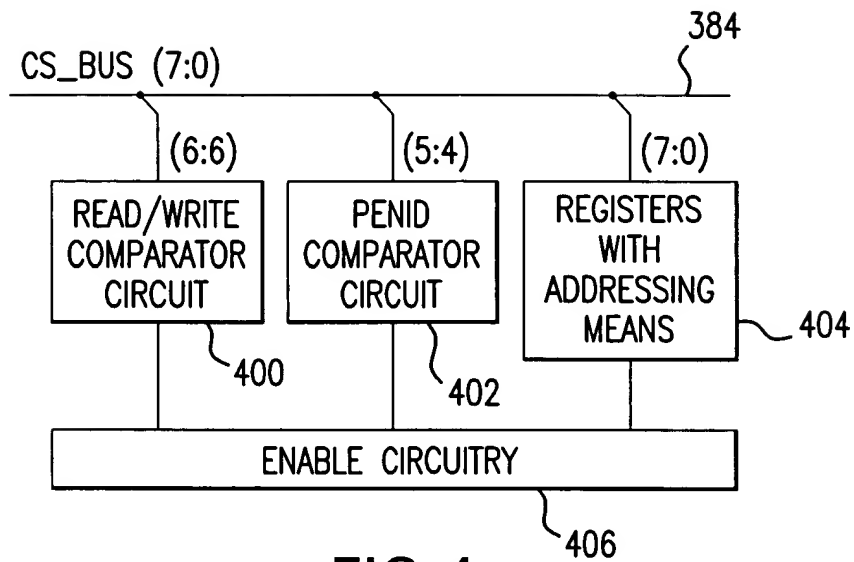 384
CS_BUS (7:0)
(6:6)
(5:4)
(7:0)
READ/WRITE
COMPARATOR
CIRCUIT
PENID
COMPARATOR
CIRCUIT
REGISTERS
WITH
ADDRESSING
MEANS
400
402
404
ENABLE CIRCUITRY
406